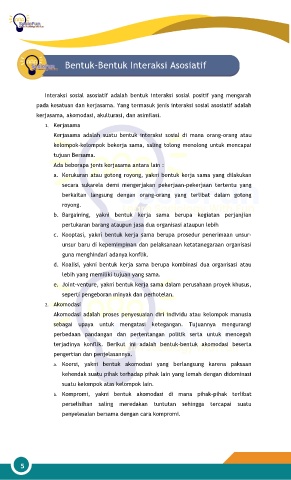 Bentuk-Bentuk Interaksi Asosiatif
Interaksi sosial asosiatif adalah bentuk interaksi sosial positif yang mengarah
pada kesatuan dan kerjasama. Yang termasuk jenis interaksi sosial asosiatif adalah
kerjasama, akomodasi, akulturasi, dan asimilasi.
1. Kerjasama
Kerjasama adalah suatu bentuk interaksi sosial di mana orang-orang atau
kelompok-kelompok bekerja sama, saling tolong menolong untuk mencapai
tujuan Bersama.
Ada beberapa jenis kerjasama antara lain :
a. Kerukunan atau gotong royong, yakni bentuk kerja sama yang dilakukan
secara sukarela demi mengerjakan pekerjaan-pekerjaan tertentu yang
berkaitan langsung dengan orang-orang yang terlibat dalam gotong
royong.
b. Bargaining, yakni bentuk kerja sama berupa kegiatan perjanjian
pertukaran barang ataupun jasa dua organisasi ataupun lebih
c. Kooptasi, yakni bentuk kerja sama berupa prosedur penerimaan unsur-
unsur baru di kepemimpinan dan pelaksanaan ketatanegaraan organisasi
guna menghindari adanya konflik.
d. Koalisi, yakni bentuk kerja sama berupa kombinasi dua organisasi atau
lebih yang memiliki tujuan yang sama.
e. Joint-venture, yakni bentuk kerja sama dalam perusahaan proyek khusus,
seperti pengeboran minyak dan perhotelan.
2. Akomodasi
Akomodasi adalah proses penyesuaian diri individu atau kelompok manusia
sebagai upaya untuk mengatasi ketegangan. Tujuannya mengurangi
perbedaan pandangan dan pertentangan politik serta untuk mencegah
terjadinya konflik. Berikut ini adalah bentuk-bentuk akomodasi beserta
pengertian dan penjelasannya.
a. Koersi, yakni bentuk akomodasi yang berlangsung karena paksaan
kehendak suatu pihak terhadap pihak lain yang lemah dengan didominasi
suatu kelompok atas kelompok lain.
b. Kompromi, yakni bentuk akomodasi di mana pihak-pihak terlibat
perselisihan saling meredakan tuntutan sehingga tercapai suatu
penyelesaian bersama dengan cara kompromi.
5